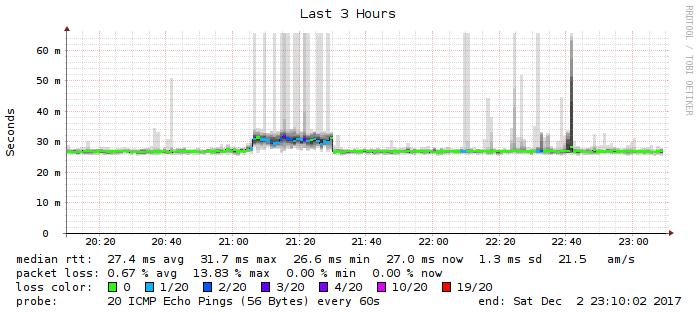 Last 3 Hours
RRDTOOL / TOBI OETIKER
Seconds
60 m
50 m
40 m
30 m
20 m
10 m
0
20:20 20:40 21:00 21:20 21:40 22:00 22:20 22:40 23:00
median rtt: 27.4 ms avg 31.7 ms max 26.6 ms min 27.0 ms now 1.3 ms sd 21.5 am/s
packet loss: 0.67 % avg 13.83 % max 0.00 % min 0.00 % now
loss color: 0 1/20 2/20 3/20 4/20 10/20 19/20
probe: 20 ICMP Echo Pings (56 Bytes) every 60s end: Sat Dec 2 23:10:02 2017